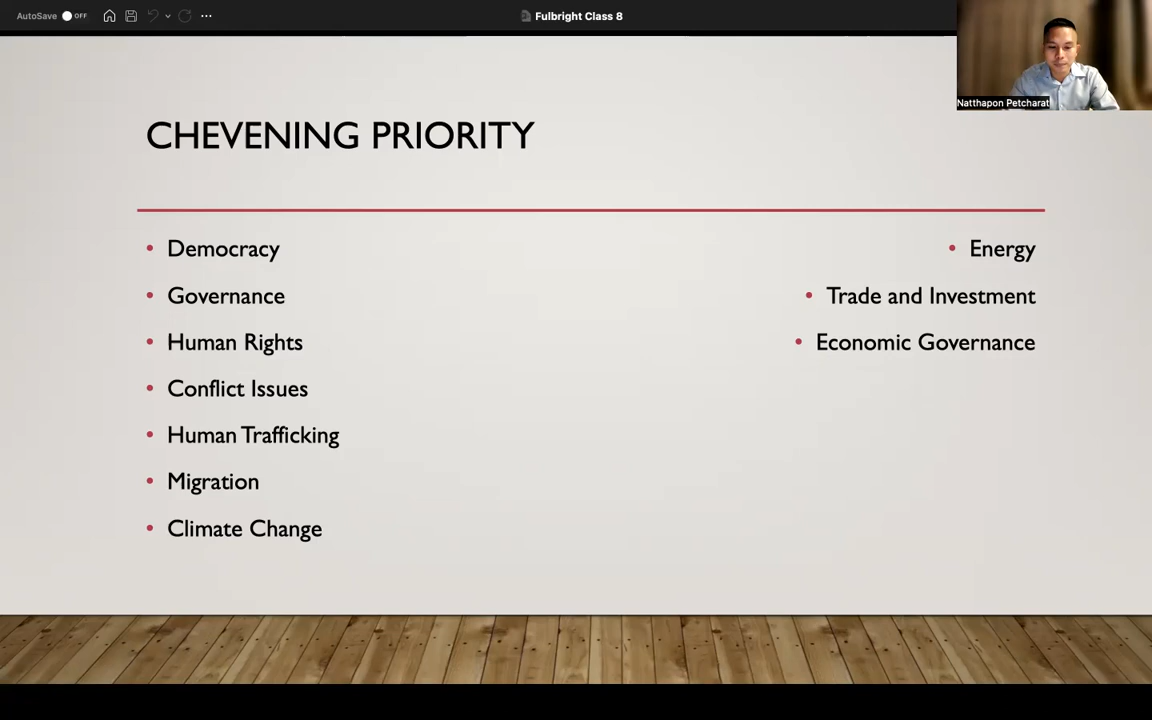 AutoSave OFF
Fulbright Class 8
Natthapon Petcharat
CHEVENING PRIORITY
• Democracy
• Governance
• Human Rights
• Conflict Issues
• Human Trafficking
• Migration
• Climate Change
• Energy
• Trade and Investment
• Economic Governance